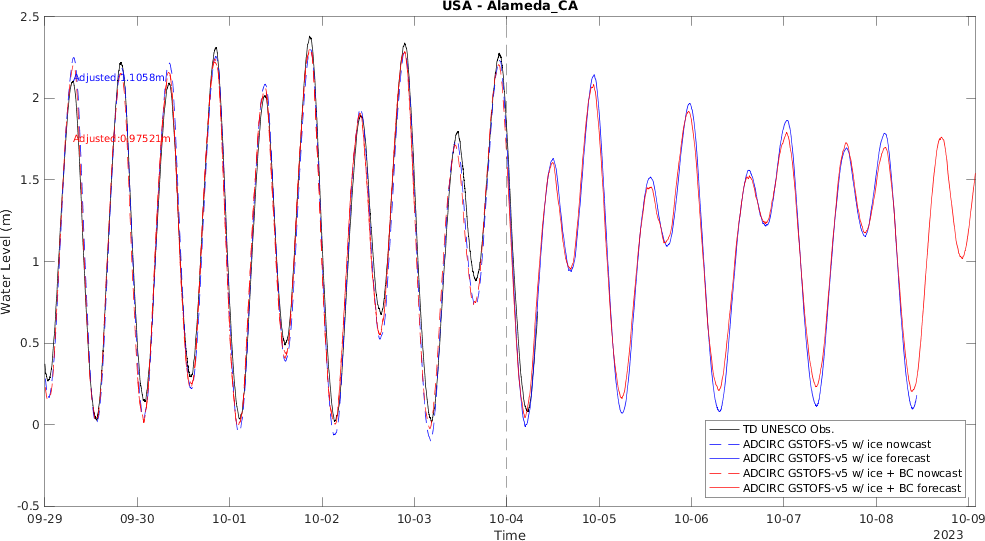 USA - Alameda_CA
2.5
2
1.5
1
0.5
0
-0.5
Water Level (m)
Adjusted:1.1058m
Adjusted:0.97521m
TD UNESCO Obs.
ADCIRC GSTOFS-v5 w/ ice nowcast
ADCIRC GSTOFS-v5 w/ ice forecast
ADCIRC GSTOFS-v5 w/ ice + BC nowcast
ADCIRC GSTOFS-v5 w/ ice + BC forecast
09-29 09-30 10-01 10-02 10-03 10-04 10-05 10-06 10-07 10-08 10-09
Time
2023